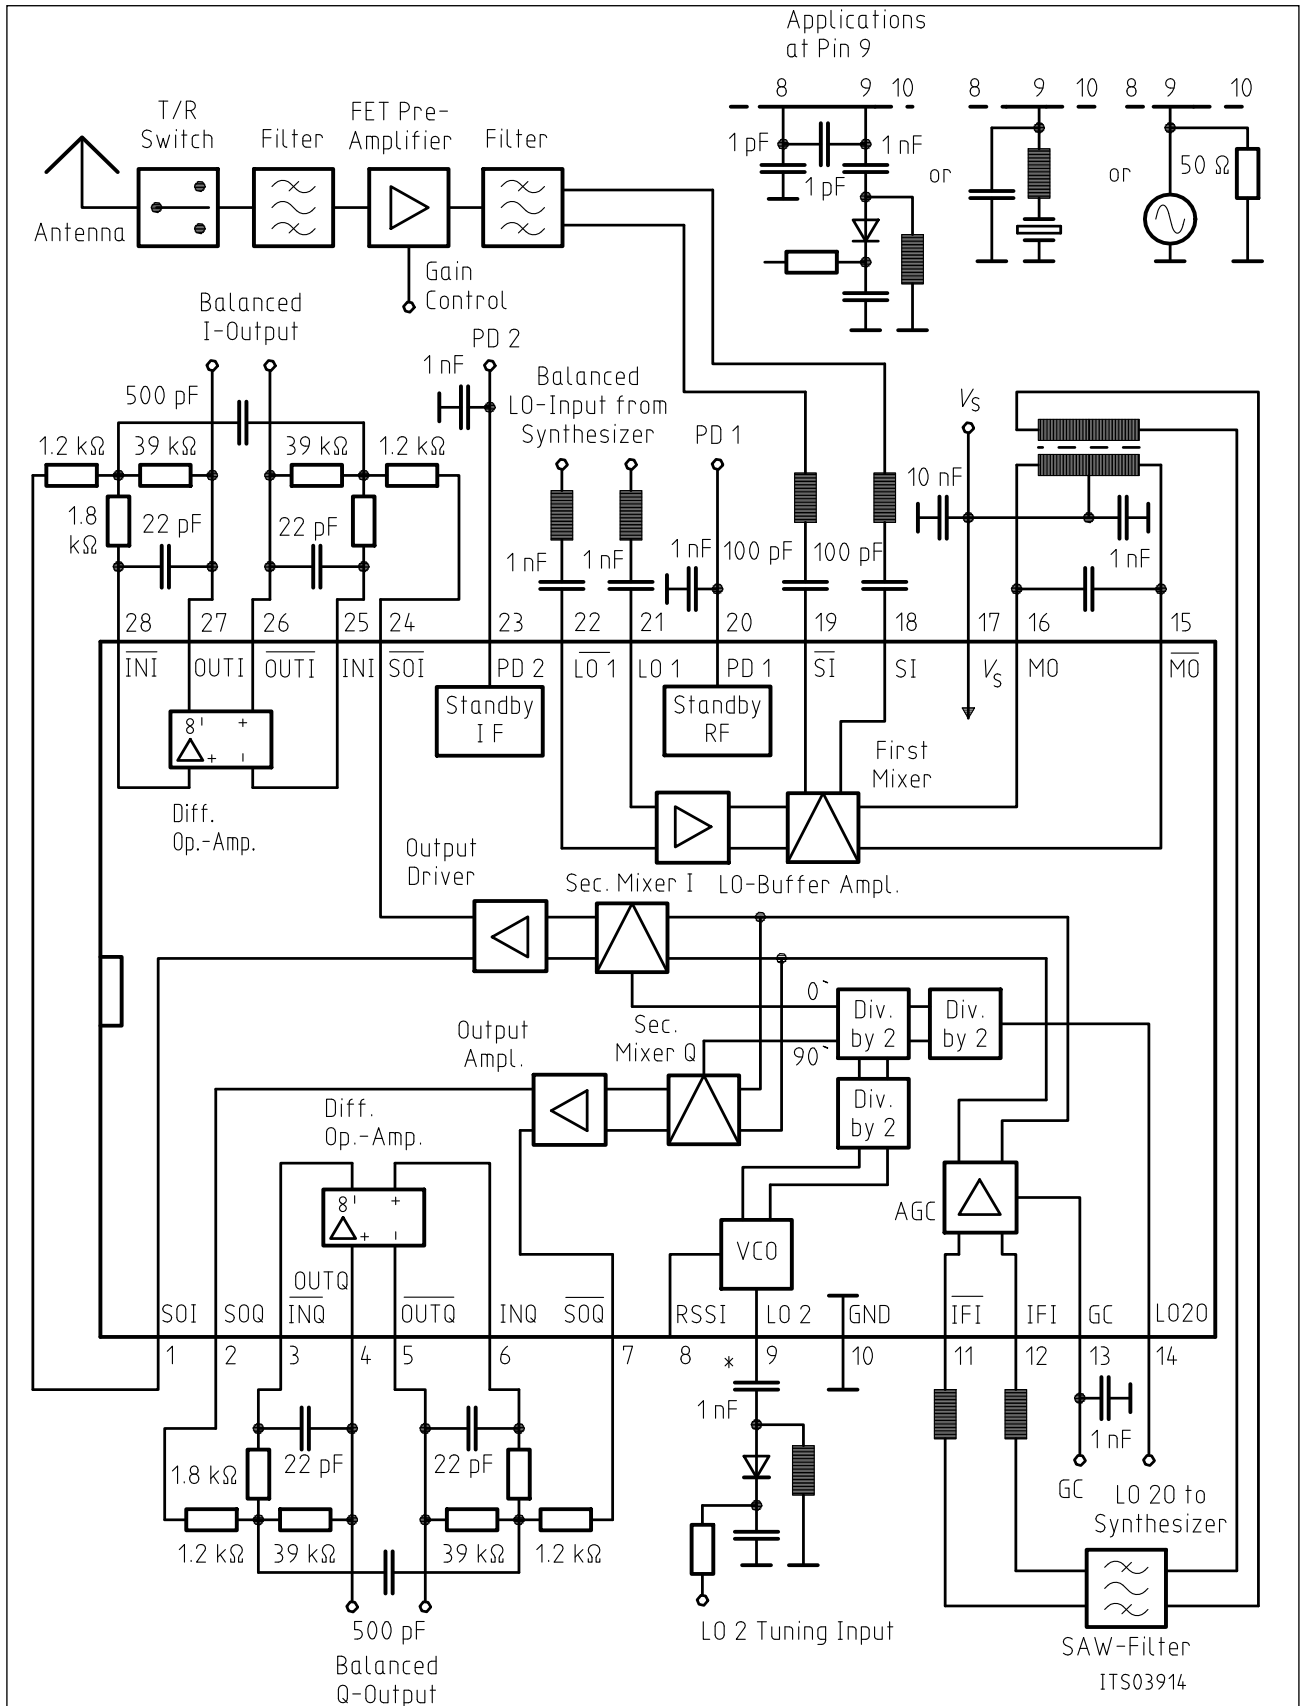 Applications
at Pin 9
8 9 10 8 9 10 8 9 10
T/R
Switch
Filter
FET Pre-
Amplifier
Filter
1 pF
1 nF
1 pF
or
or
50 Ω
Antenna
Gain
Control
Balanced
I-Output
PD 2
1 nF
Balanced
LO-Input from
Synthesizer
500 pF
VS
PD 1
1.2 kΩ 39 kΩ 39 kΩ 1.2 kΩ
10 nF
1.8
kΩ
22 pF 22 pF
1 nF 1 nF 1 nF 100 pF 100 pF 1 nF
28 27 26 25 24 23 22 21 20 19 18 17 16 15
INI OUTI OUTI INI SOI PD 2 LO 1 LO 1 PD 1 SI SI VS MO MO
Standby
I F
Standby
RF
8 - +
+ -
First
Mixer
Diff.
Op.-Amp.
Output
Driver
Sec. Mixer I LO-Buffer Ampl.
0`
Div.
by 2
Div.
by 2
Output
Ampl.
Sec.
Mixer Q
90`
Div.
by 2
Diff.
Op.-Amp.
8 - +
+ -
AGC
VCO
OUTQ
SOI SOQ INQ OUTQ INQ SOQ RSSI LO 2 GND IFI IFI GC LO20
1 2 3 4 5 6 7 8 * 9 10 11 12 13 14
1 nF
1 nF
22 pF 22 pF
1.8 kΩ
GC
LO 20 to
Synthesizer
1.2 kΩ 39 kΩ 39 kΩ 1.2 kΩ
500 pF
Balanced
Q-Output
LO 2 Tuning Input
SAW-Filter
ITS03914